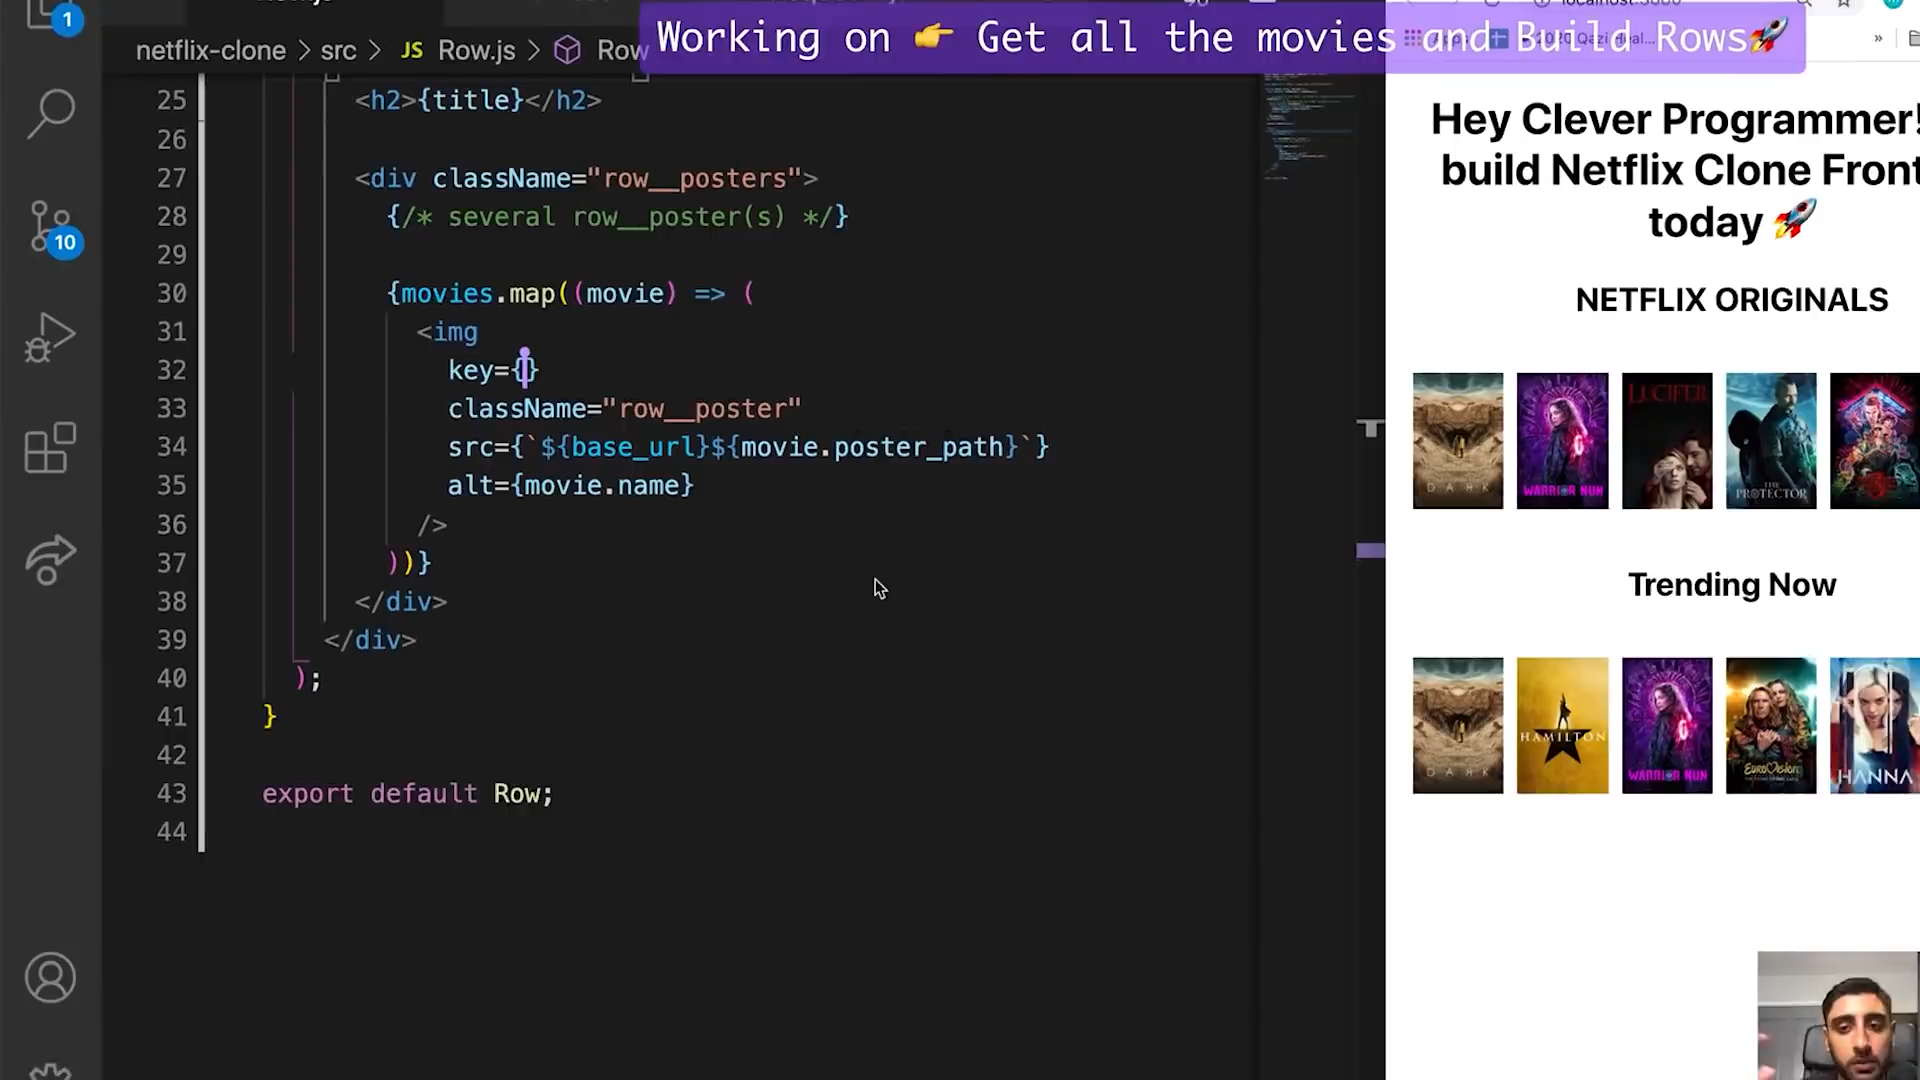 1
netflix-clone > src > JS Row.js > Row
Working on 👉 Get all the movies and Build Rows🚀
10
25 <h2>{title}</h2>
26
27 <div className="row__posters">
28 {/* several row__poster(s) */}
29
30 {movies.map((movie) => (
31 <img
32 key={}
33 className="row__poster"
34 src={`${base_url}${movie.poster_path}`}
35 alt={movie.name}
36 />
37 ))}
38 </div>
39 </div>
40 );
41 }
42
43 export default Row;
44
Hey Clever Programmer!
build Netflix Clone Front
today 🚀
NETFLIX ORIGINALS
DARK
WARRIOR NUN
LUCIFER
THE
PROTECTOR
Trending Now
DARK
HAMILTON
WARRIOR NUN
EUROVISION
HANNA